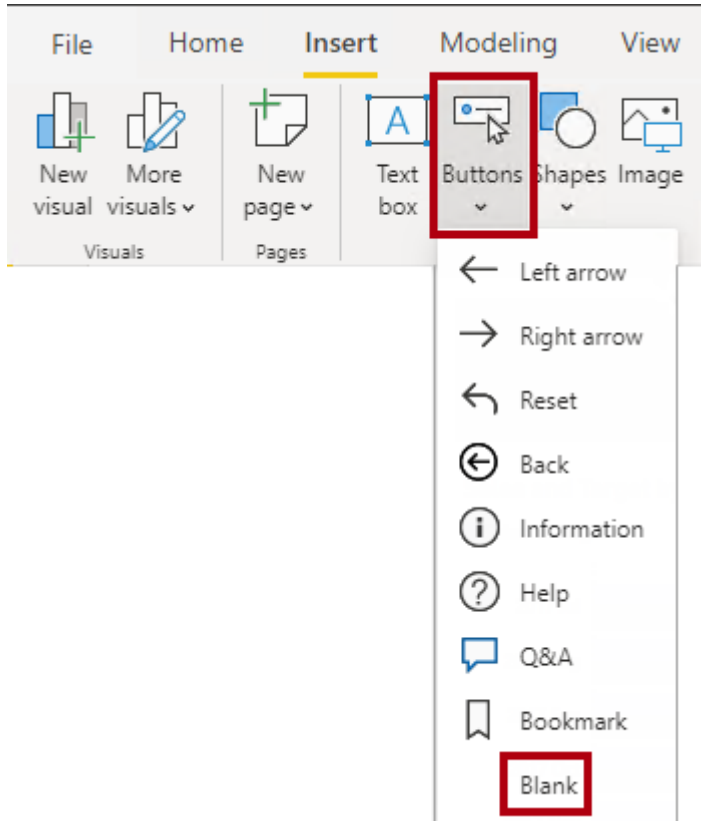 File Home Insert Modeling View
New visual
More visuals
New page
Text box
A
Buttons
Shapes
Image
Visuals
Pages
Left arrow
Right arrow
Reset
Back
Information
Help
Q&A
Bookmark
Blank